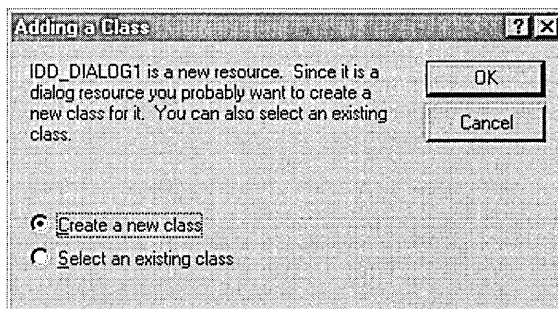 Adding a Class
IDD_DIALOG1 is a new resource. Since it is a
dialog resource you probably want to create a
new class for it. You can also select an existing
class.
OK
Cancel
Create a new class
Select an existing class